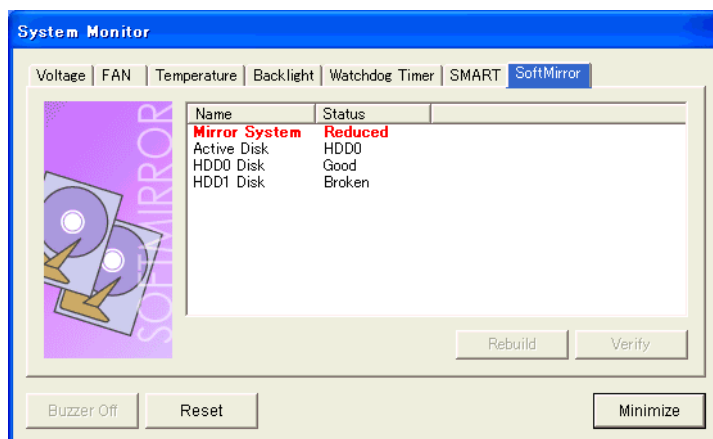 System Monitor
Voltage FAN Temperature Backlight Watchdog Timer SMART SoftMirror
SOFTMIRROR
Name Status
Mirror System Reduced
Active Disk HDD0
HDD0 Disk Good
HDD1 Disk Broken
Rebuild Verify
Buzzer Off Reset Minimize